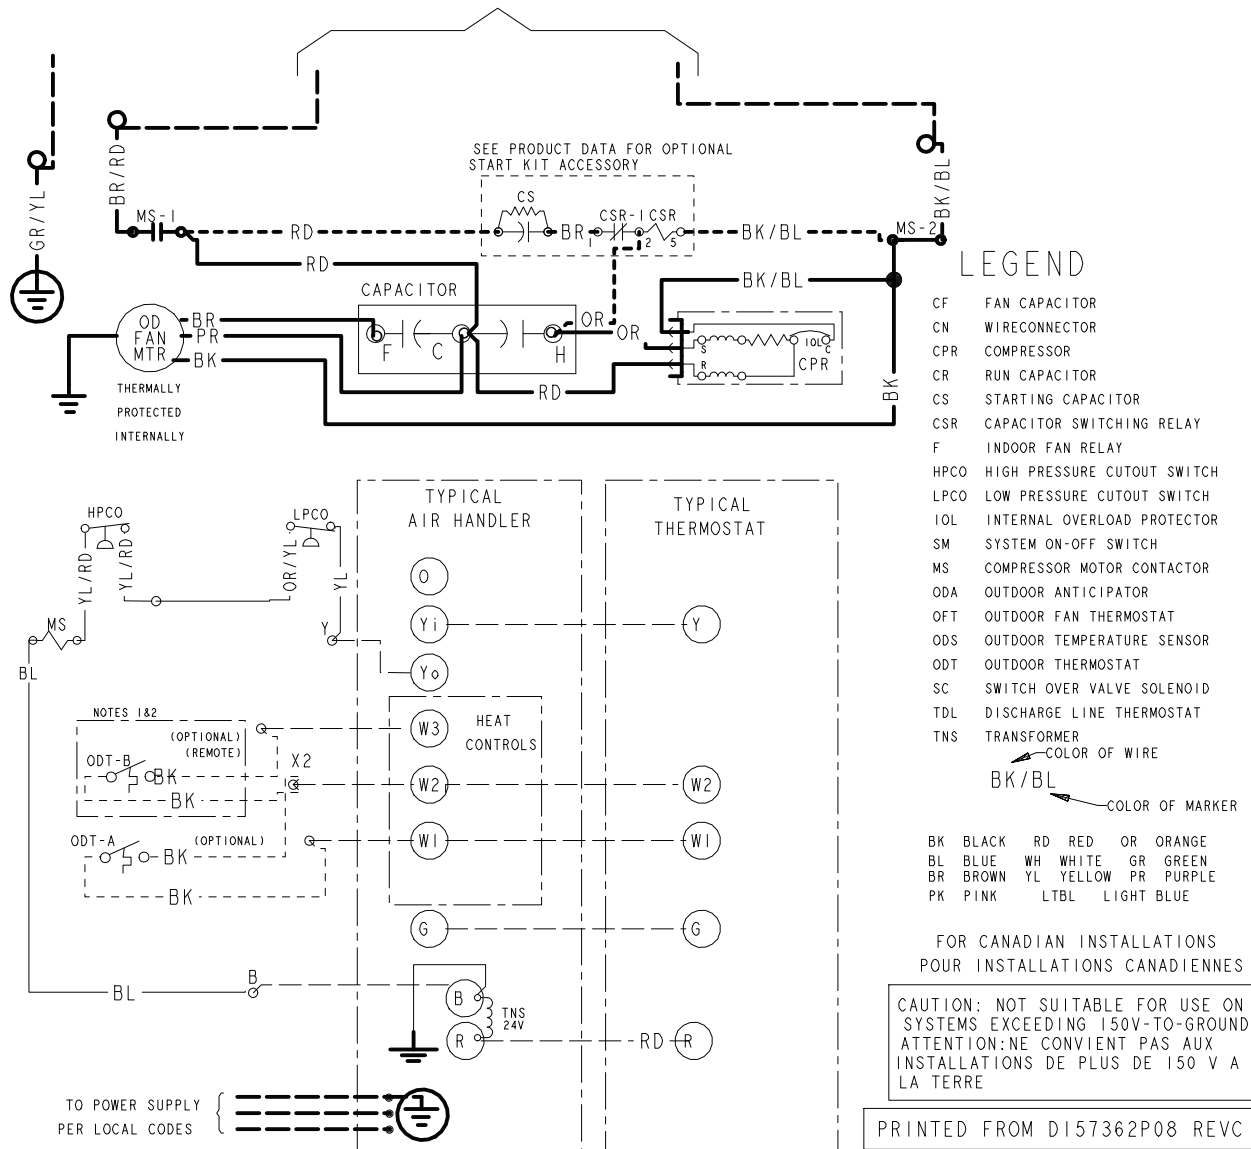 SEE PRODUCT DATA FOR OPTIONAL
START KIT ACCESSORY
BR/RD
GR/YL
MS-1
RD
CS
BR
CSR-1 CSR
1
2
5
BK/BL
MS-2
BK/BL
RD
CAPACITOR
BK/BL
OD
FAN
MTR
BR
PR
BK
F
C
H
OR
OR
S
R
IOL
C
CPR
RD
BK
THERMALLY
PROTECTED
INTERNALLY
LEGEND
CF FAN CAPACITOR
CN WIRECONNECTOR
CPR COMPRESSOR
CR RUN CAPACITOR
CS STARTING CAPACITOR
CSR CAPACITOR SWITCHING RELAY
F INDOOR FAN RELAY
HPCO HIGH PRESSURE CUTOUT SWITCH
LPCO LOW PRESSURE CUTOUT SWITCH
IOL INTERNAL OVERLOAD PROTECTOR
SM SYSTEM ON-OFF SWITCH
MS COMPRESSOR MOTOR CONTACTOR
ODA OUTDOOR ANTICIPATOR
OFT OUTDOOR FAN THERMOSTAT
ODS OUTDOOR TEMPERATURE SENSOR
ODT OUTDOOR THERMOSTAT
SC SWITCH OVER VALVE SOLENOID
TDL DISCHARGE LINE THERMOSTAT
TNS TRANSFORMER
COLOR OF WIRE
BK/BL
COLOR OF MARKER
BK BLACK RD RED OR ORANGE
BL BLUE WH WHITE GR GREEN
BR BROWN YL YELLOW PR PURPLE
PK PINK LTBL LIGHT BLUE
FOR CANADIAN INSTALLATIONS
POUR INSTALLATIONS CANADIENNES
CAUTION: NOT SUITABLE FOR USE ON
SYSTEMS EXCEEDING 150V-TO-GROUND
ATTENTION:NE CONVIENT PAS AUX
INSTALLATIONS DE PLUS DE 150 V A
LA TERRE
PRINTED FROM D157362P08 REVC
TYPICAL
AIR HANDLER
TYPICAL
THERMOSTAT
HPCO
LPCO
YL/RD
YL/RD
OR/YL
YL
MS
BL
Y
O
Yi
Y
Yo
NOTES 1&2
(OPTIONAL)
(REMOTE)
W3
HEAT
CONTROLS
ODT-B
BK
X2
BK
W2
W2
ODT-A
(OPTIONAL)
BK
W1
W1
BK
G
G
BL
B
B
TNS
24V
R
RD
R
TO POWER SUPPLY
PER LOCAL CODES